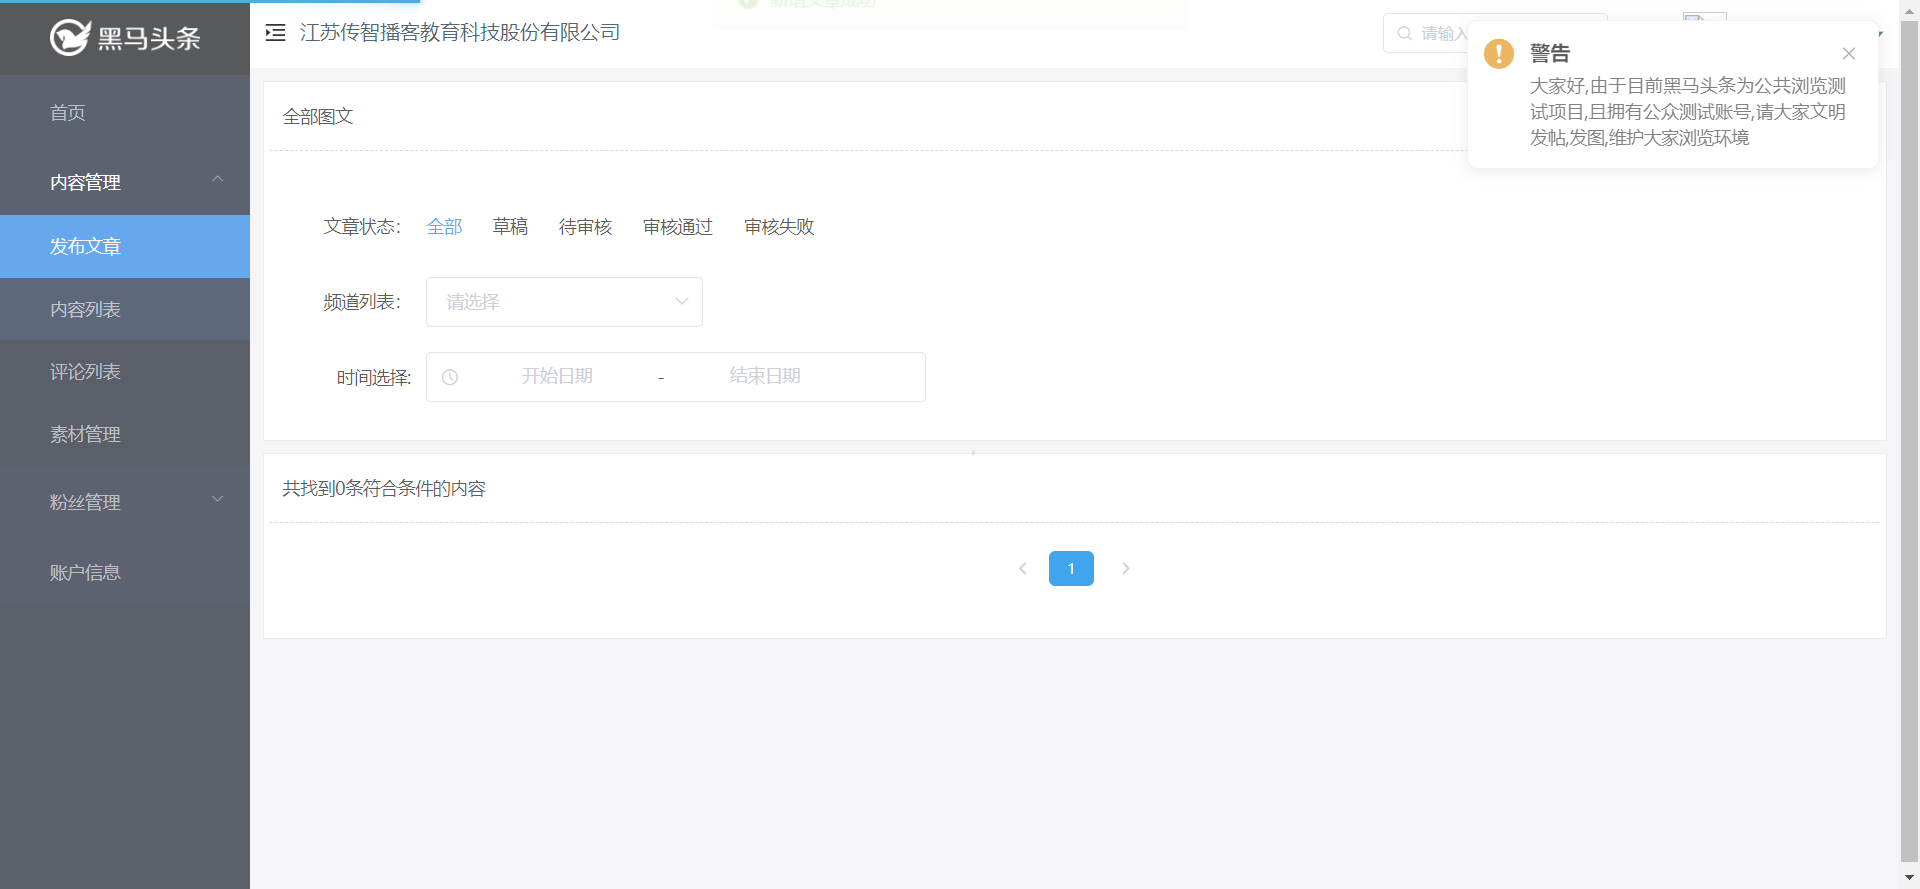 黑马头条
江苏传智播客教育科技股份有限公司
新增文章成功
请输入
警告
大家好,由于目前黑马头条为公共浏览测
试项目,且拥有公众测试账号,请大家文明
发帖,发图,维护大家浏览环境
首页
内容管理
发布文章
内容列表
评论列表
素材管理
粉丝管理
账户信息
全部图文
文章状态: 全部 草稿 待审核 审核通过 审核失败
频道列表: 请选择
时间选择: 开始日期 - 结束日期
共找到0条符合条件的内容
1